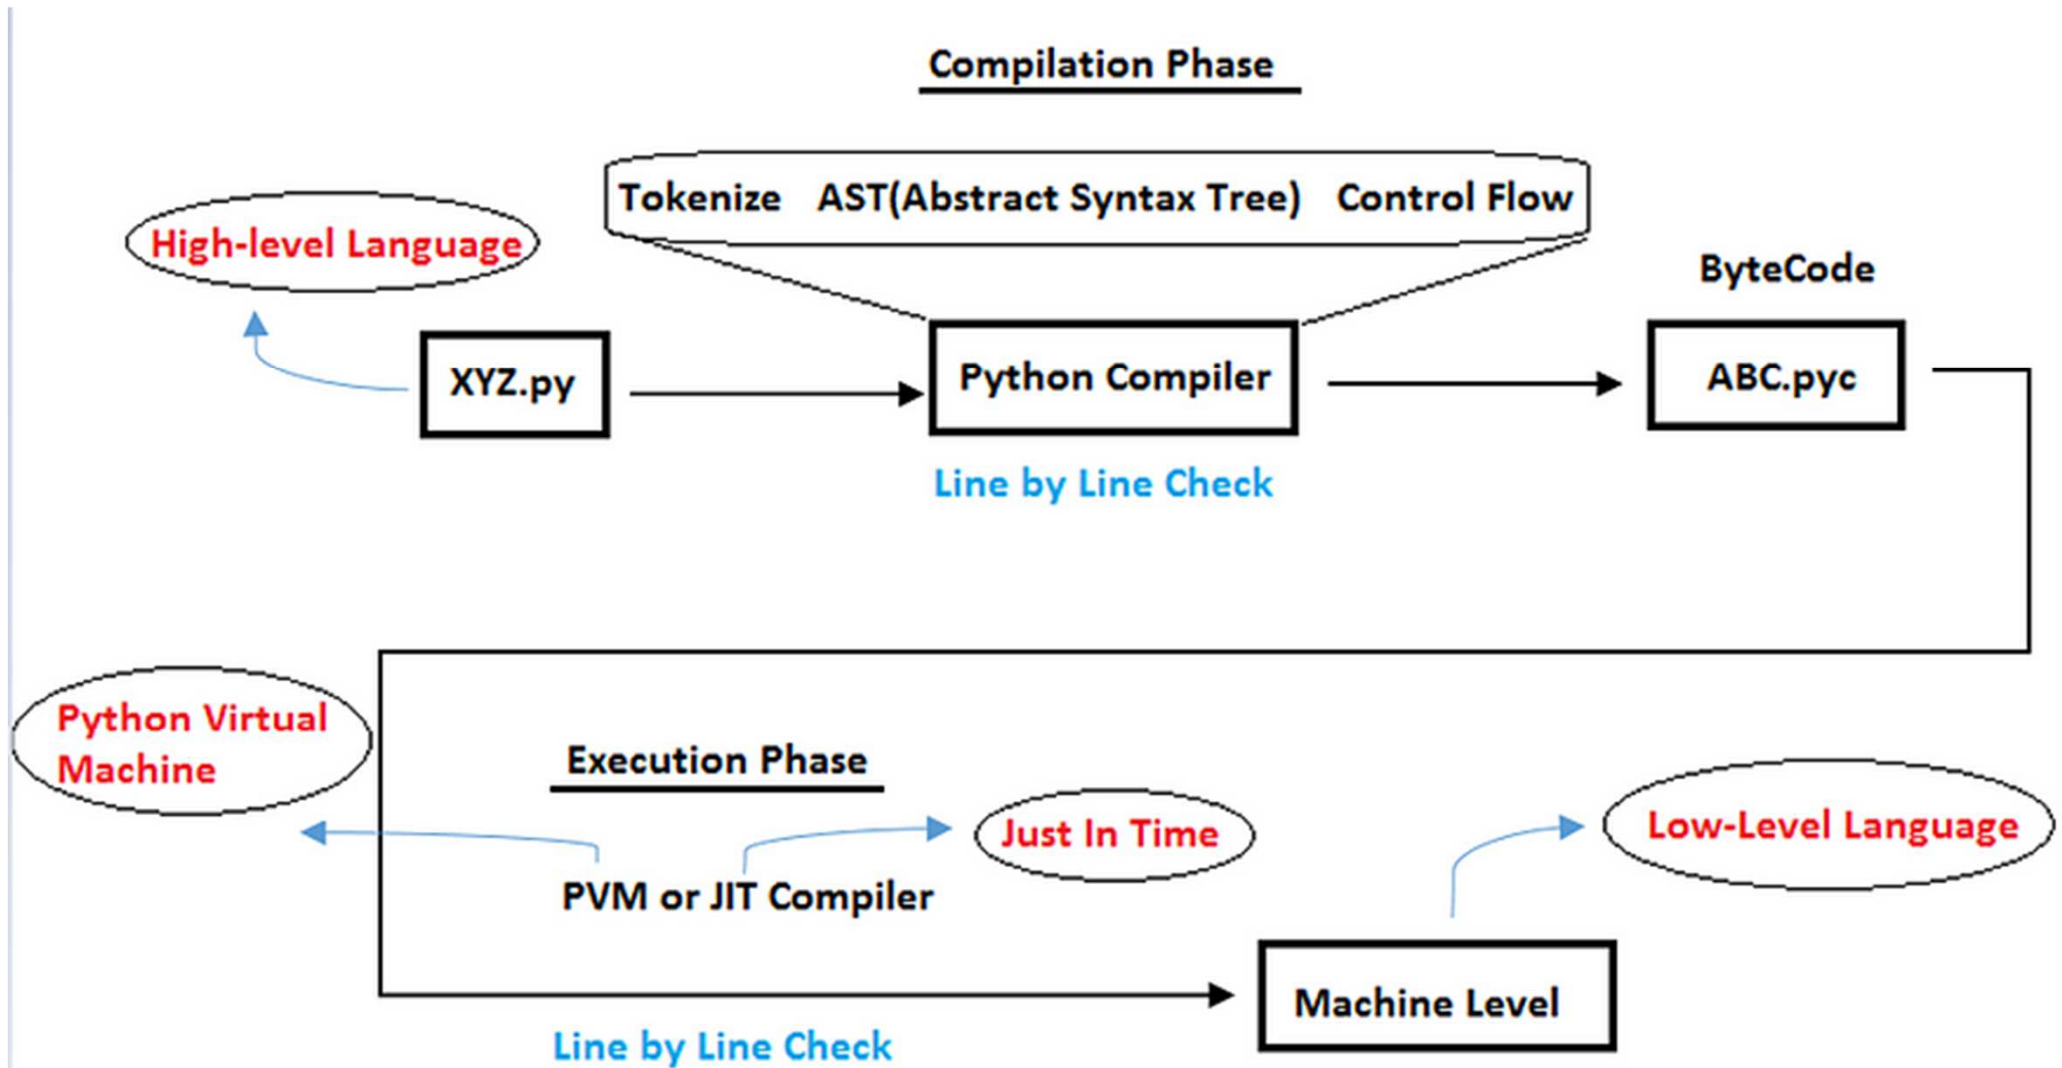 Compilation Phase
Tokenize AST(Abstract Syntax Tree) Control Flow
High-level Language
ByteCode
XYZ.py
Python Compiler
ABC.pyc
Line by Line Check
Python Virtual
Machine
Execution Phase
Just In Time
Low-Level Language
PVM or JIT Compiler
Machine Level
Line by Line Check